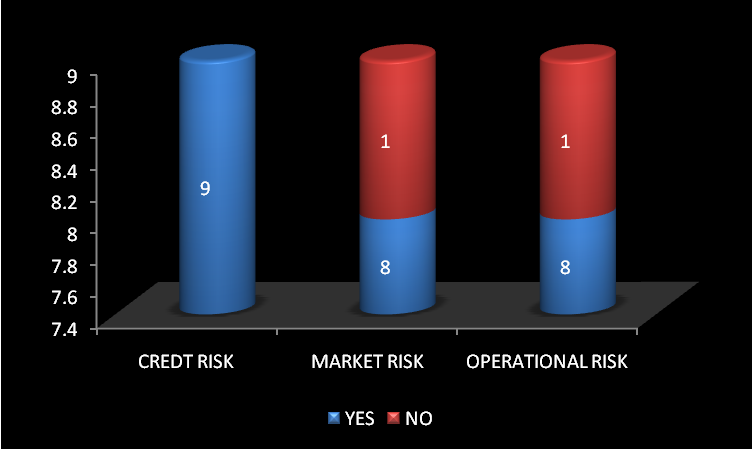 9
8.8
8.6
8.4
8.2
8
7.8
7.6
7.4
9
1
8
1
8
CREDT RISK
MARKET RISK
OPERATIONAL RISK
YES
NO